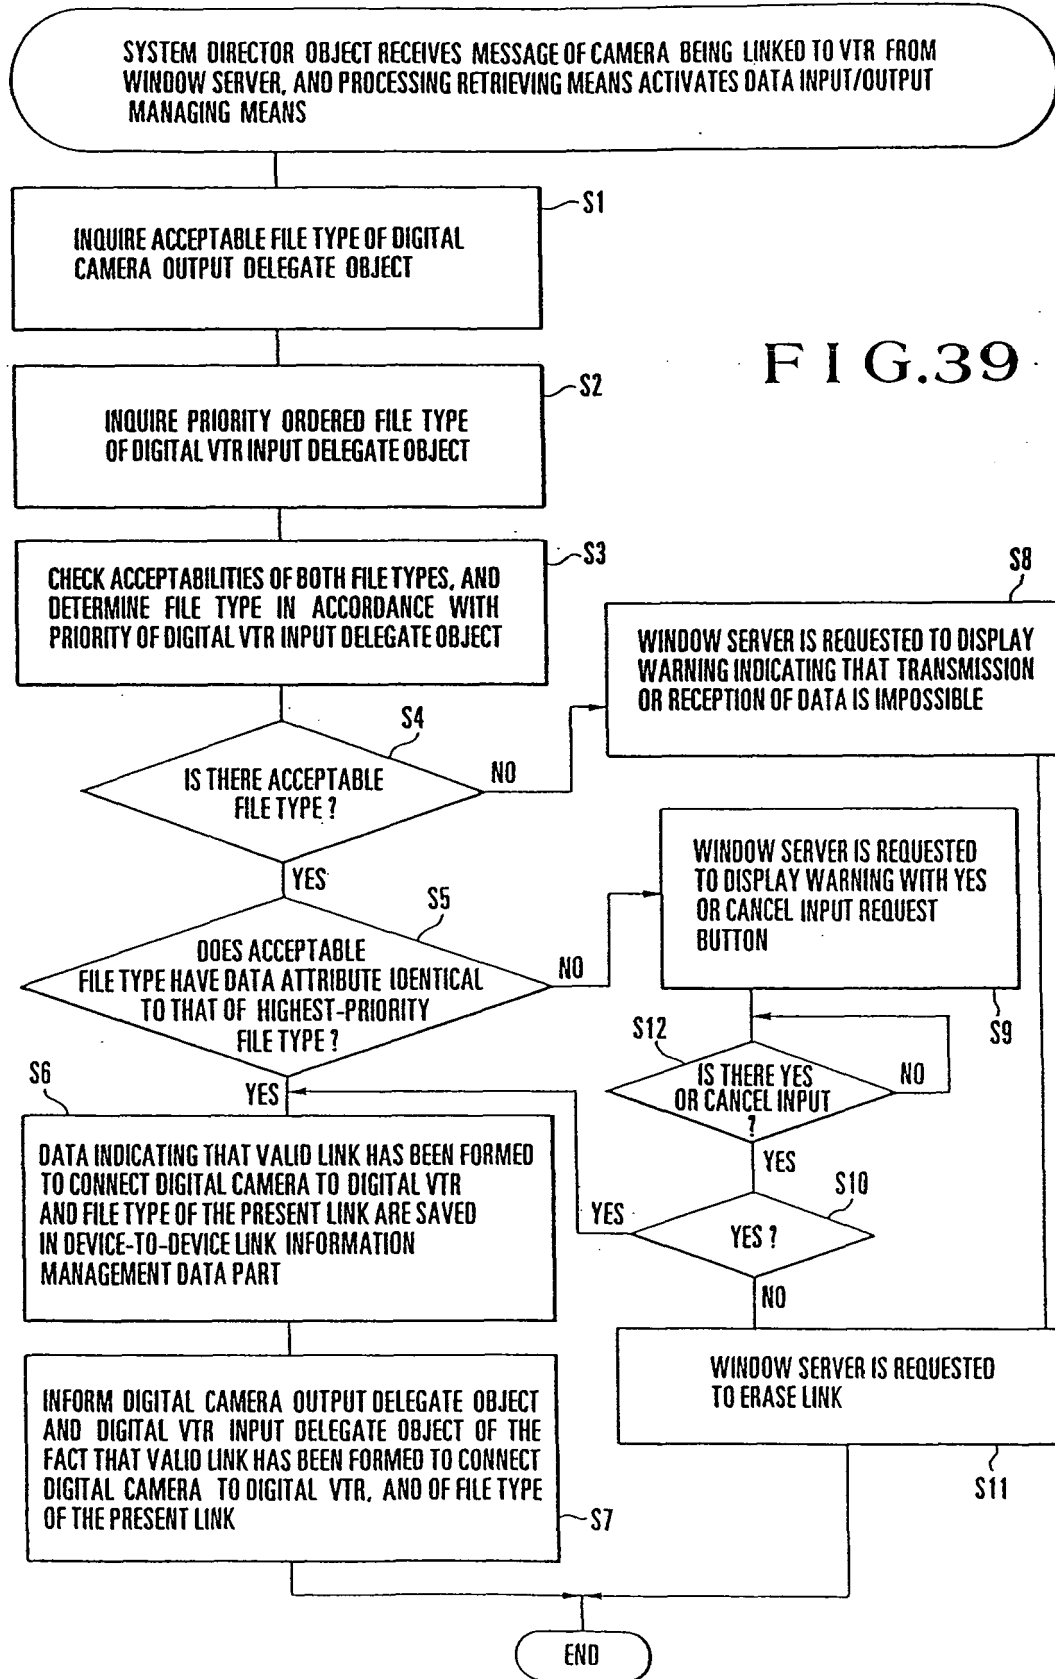 SYSTEM DIRECTOR OBJECT RECEIVES MESSAGE OF CAMERA BEING LINKED TO VTR FROM
WINDOW SERVER, AND PROCESSING RETRIEVING MEANS ACTIVATES DATA INPUT/OUTPUT
MANAGING MEANS
S1
INQUIRE ACCEPTABLE FILE TYPE OF DIGITAL
CAMERA OUTPUT DELEGATE OBJECT
FIG.39
S2
INQUIRE PRIORITY ORDERED FILE TYPE
OF DIGITAL VTR INPUT DELEGATE OBJECT
S3
CHECK ACCEPTABILITIES OF BOTH FILE TYPES, AND
DETERMINE FILE TYPE IN ACCORDANCE WITH
PRIORITY OF DIGITAL VTR INPUT DELEGATE OBJECT
S8
WINDOW SERVER IS REQUESTED TO DISPLAY
WARNING INDICATING THAT TRANSMISSION
OR RECEPTION OF DATA IS IMPOSSIBLE
S4
IS THERE ACCEPTABLE
FILE TYPE ?
NO
YES
S5
DOES ACCEPTABLE
FILE TYPE HAVE DATA ATTRIBUTE IDENTICAL
TO THAT OF HIGHEST-PRIORITY
FILE TYPE ?
NO
YES
WINDOW SERVER IS REQUESTED
TO DISPLAY WARNING WITH YES
OR CANCEL INPUT REQUEST
BUTTON
S9
S12
IS THERE YES
OR CANCEL INPUT
?
NO
YES
S10
YES ?
YES
NO
S6
DATA INDICATING THAT VALID LINK HAS BEEN FORMED
TO CONNECT DIGITAL CAMERA TO DIGITAL VTR
AND FILE TYPE OF THE PRESENT LINK ARE SAVED
IN DEVICE-TO-DEVICE LINK INFORMATION
MANAGEMENT DATA PART
WINDOW SERVER IS REQUESTED
TO ERASE LINK
S11
INFORM DIGITAL CAMERA OUTPUT DELEGATE OBJECT
AND DIGITAL VTR INPUT DELEGATE OBJECT OF THE
FACT THAT VALID LINK HAS BEEN FORMED TO CONNECT
DIGITAL CAMERA TO DIGITAL VTR, AND OF FILE TYPE
OF THE PRESENT LINK
S7
END